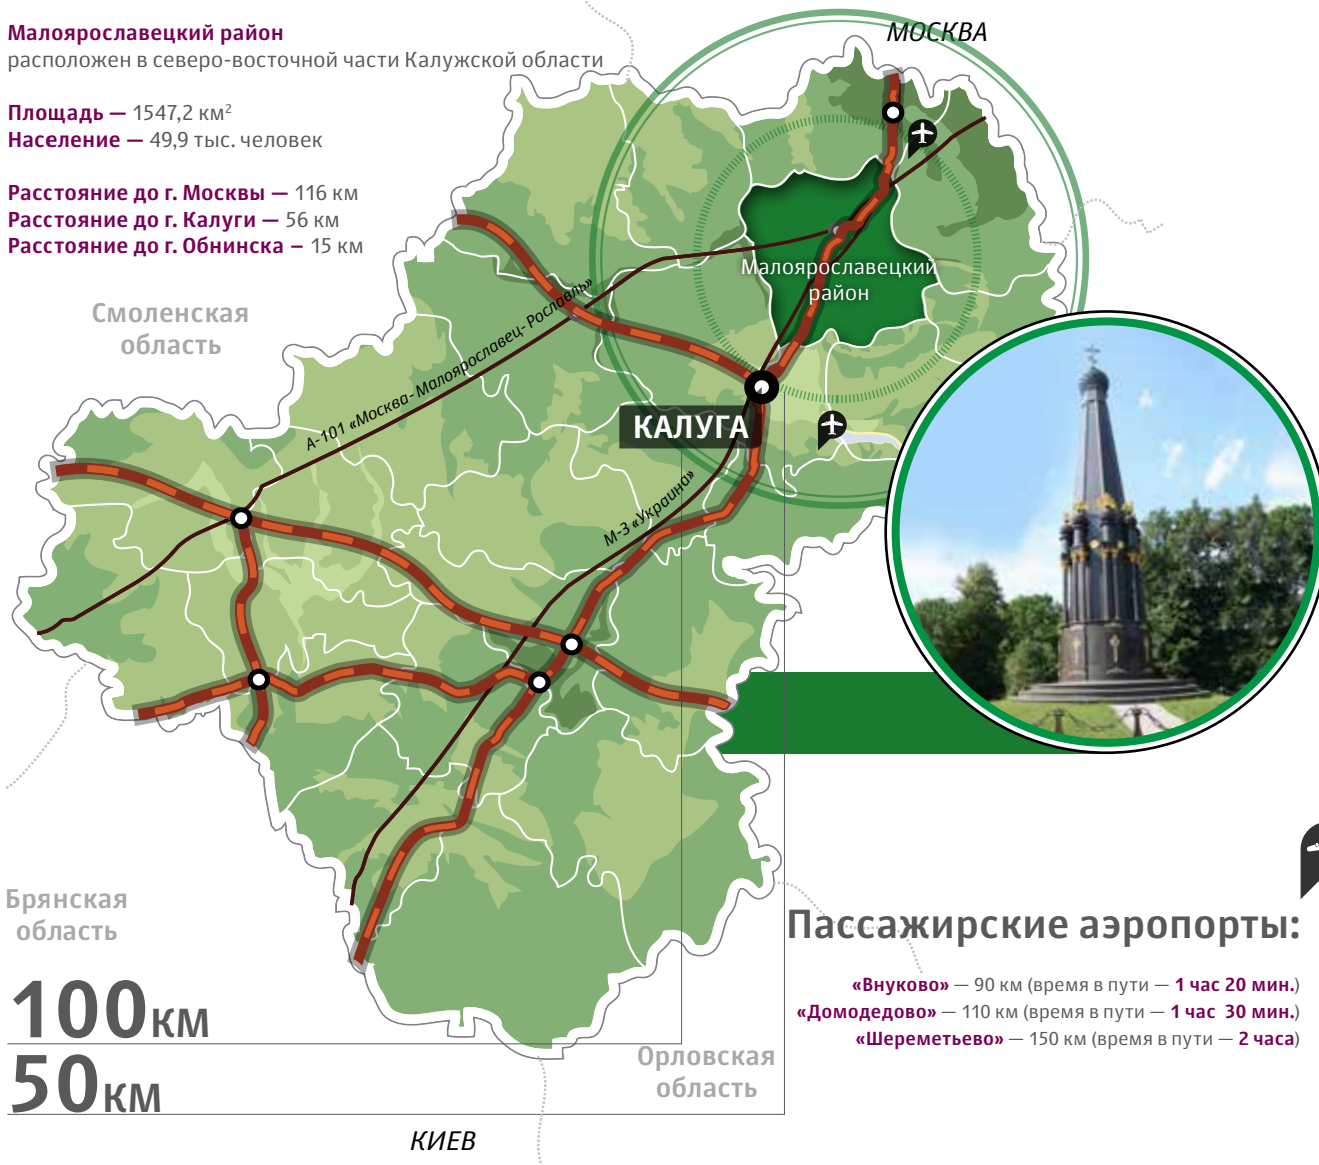 Малоярославецкий район
расположен в северо-восточной части Калужской области
Площадь — 1547,2 км²
Население — 49,9 тыс. человек
Расстояние до г. Москвы — 116 км
Расстояние до г. Калуги — 56 км
Расстояние до г. Обнинска – 15 км
МОСКВА
Смоленская
область
Малоярославецкий
район
А-101 «Москва-Малоярославец-Рославль»
КАЛУГА
М-3 «Украина»
Брянская
область
100км
50км
Орловская
область
КИЕВ
Пассажирские аэропорты:
«Внуково» — 90 км (время в пути — 1 час 20 мин.)
«Домодедово» — 110 км (время в пути — 1 час 30 мин.)
«Шереметьево» — 150 км (время в пути — 2 часа)